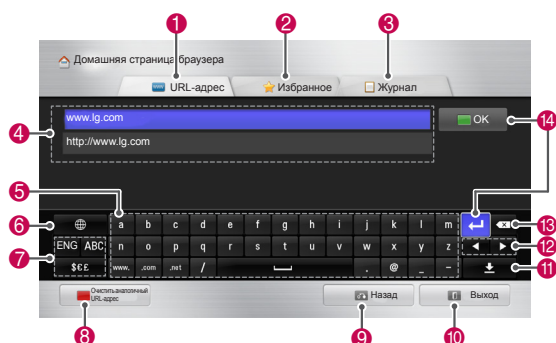 1 2 3
Домашняя страница браузера
URL-адрес Избранное Журнал
4 www.lg.com OK 14
http://www.lg.com
5
6 a b c d e f g h i j k l m 13
ENG ABC n o p q r s t u v w x y z 12
7 $€£ www. .com .net / . @ _ - 11
Очистить аналогичный
URL-адрес
Назад Выход
8 9 10